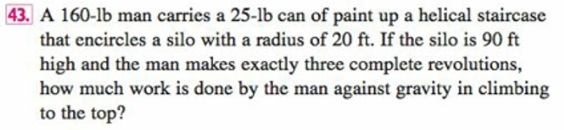 43. A 160-lb man carries a 25-lb can of paint up a helical staircase
that encircles a silo with a radius of 20 ft. If the silo is 90 ft
high and the man makes exactly three complete revolutions,
how much work is done by the man against gravity in climbing
to the top?